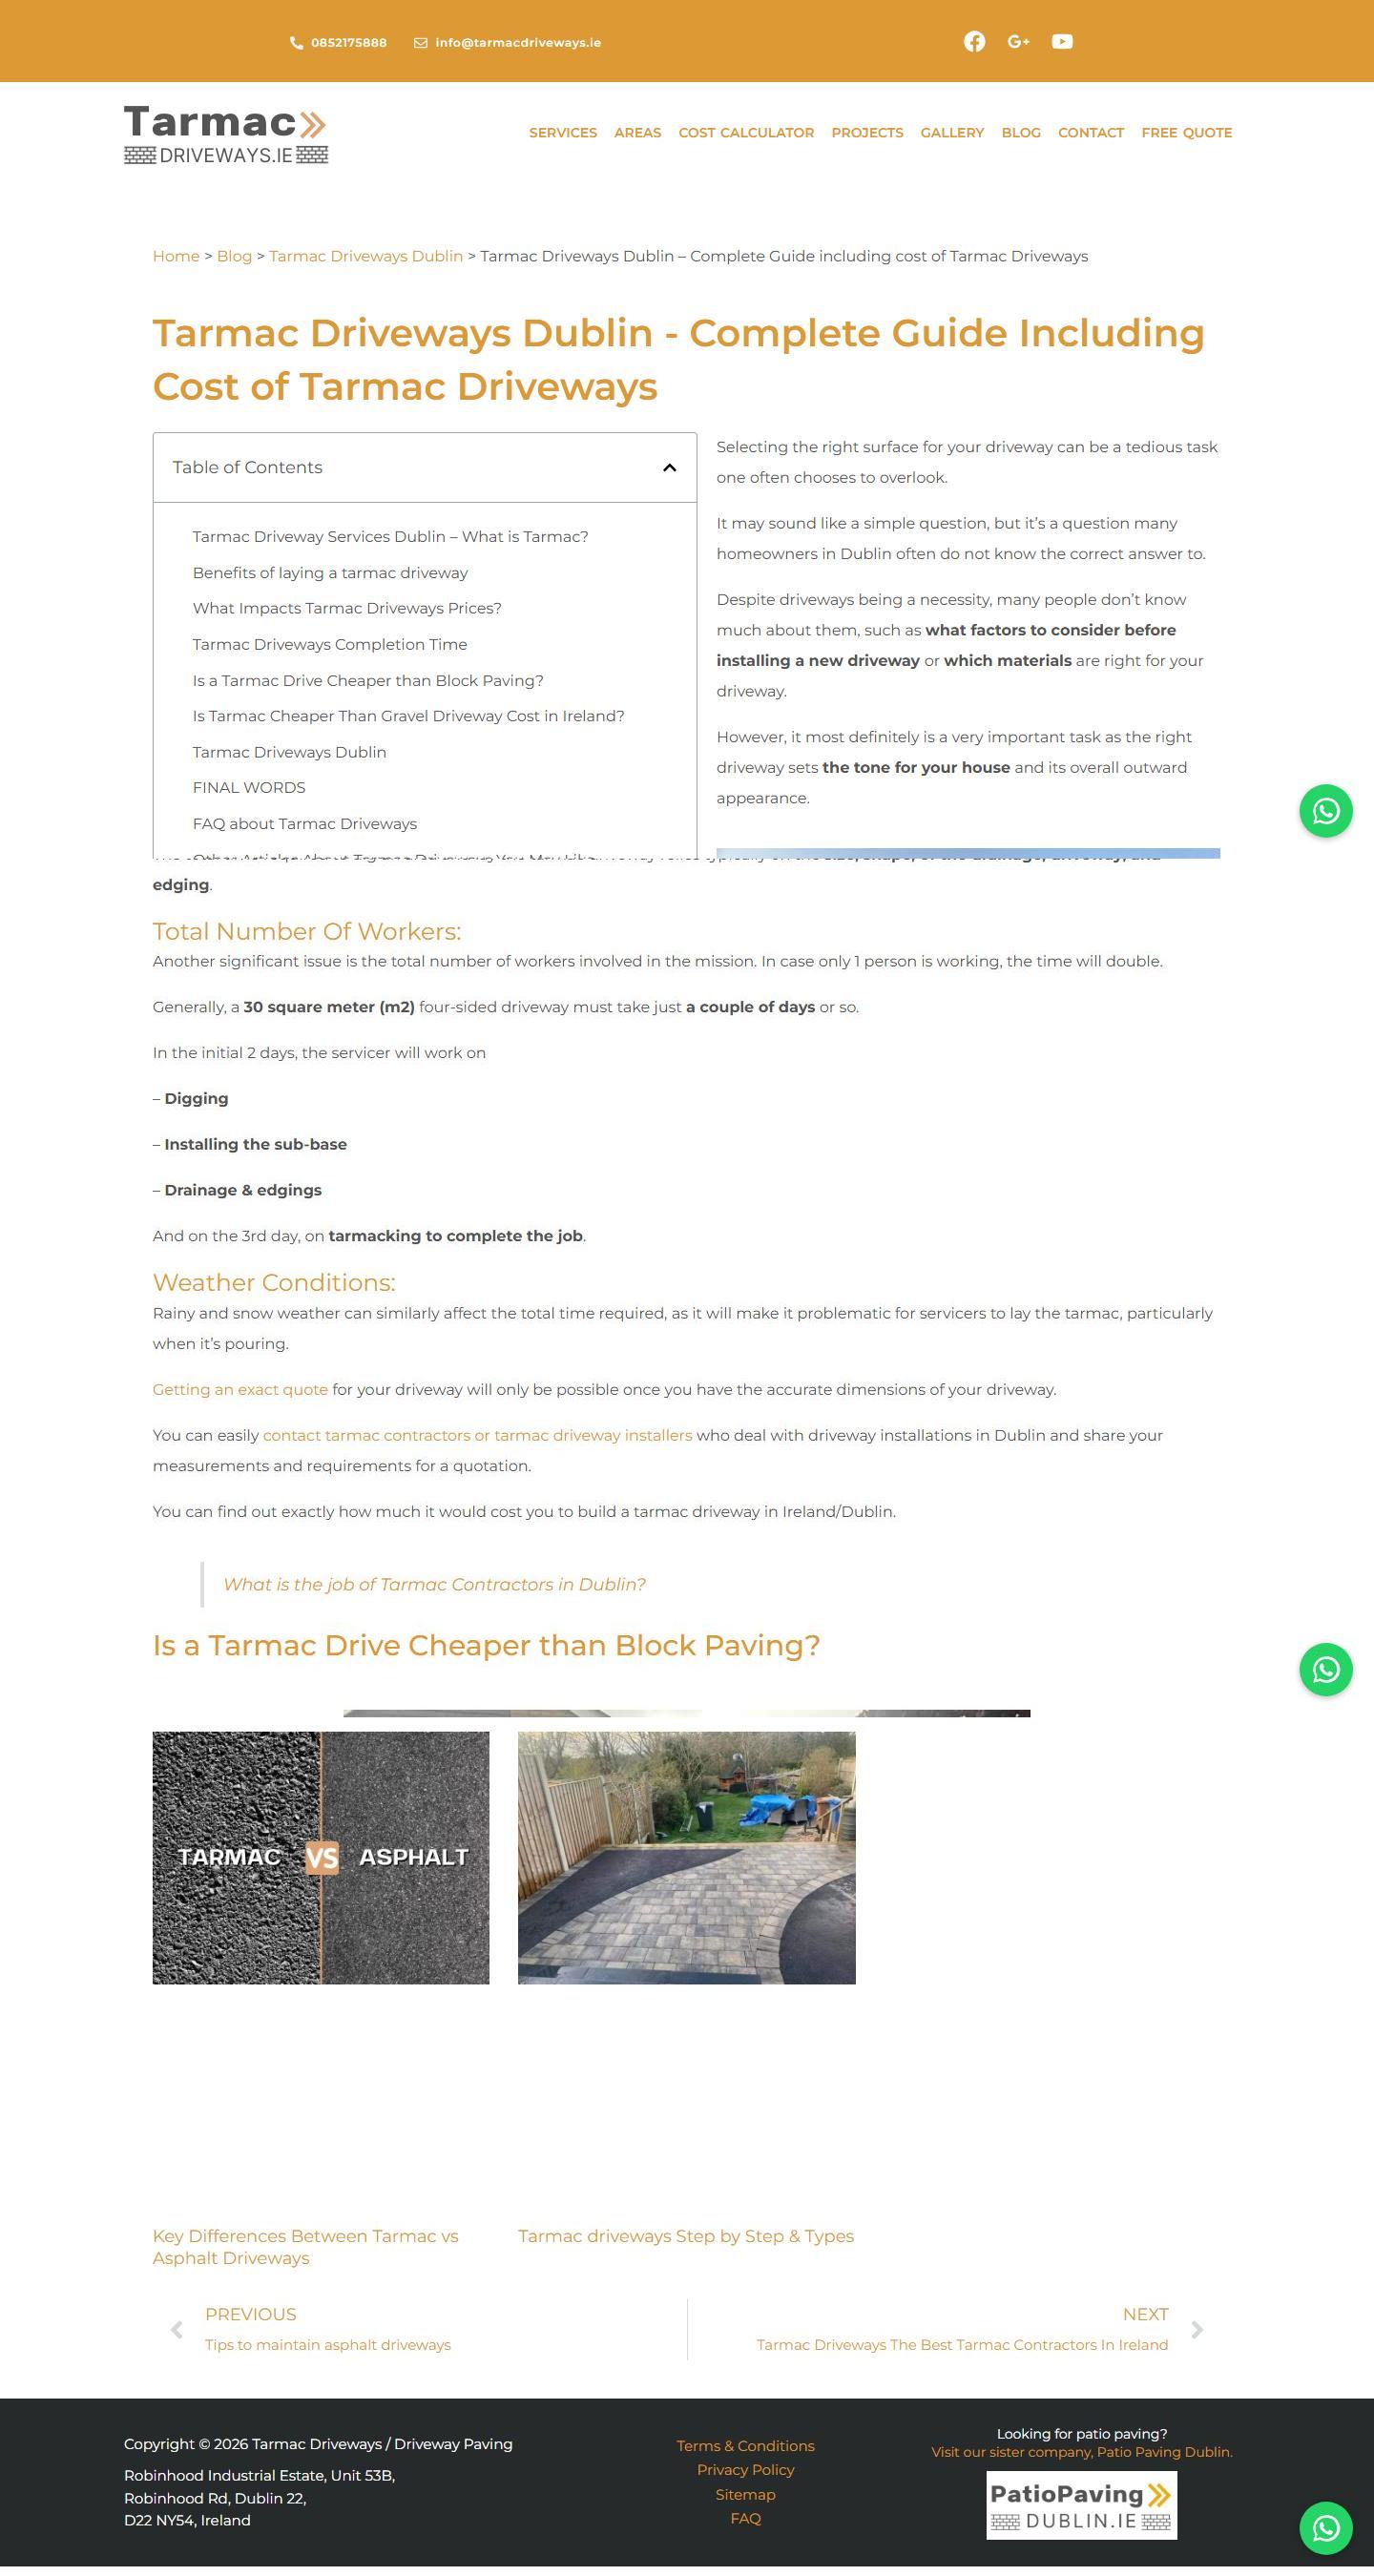 0852175888 info@tarmacdriveways.ie
Tarmac
DRIVEWAYS.IE
SERVICES AREAS COST CALCULATOR PROJECTS GALLERY BLOG CONTACT FREE QUOTE
Home > Blog > Tarmac Driveways Dublin > Tarmac Driveways Dublin – Complete Guide including cost of Tarmac Driveways
Tarmac Driveways Dublin - Complete Guide Including
Cost of Tarmac Driveways
Table of Contents
Tarmac Driveway Services Dublin – What is Tarmac?
Benefits of laying a tarmac driveway
What Impacts Tarmac Driveways Prices?
Tarmac Driveways Completion Time
Is a Tarmac Drive Cheaper than Block Paving?
Is Tarmac Cheaper Than Gravel Driveway Cost in Ireland?
Tarmac Driveways Dublin
FINAL WORDS
FAQ about Tarmac Driveways
Selecting the right surface for your driveway can be a tedious task
one often chooses to overlook.
It may sound like a simple question, but it’s a question many
homeowners in Dublin often do not know the correct answer to.
Despite driveways being a necessity, many people don’t know
much about them, such as what factors to consider before
installing a new driveway or which materials are right for your
driveway.
However, it most definitely is a very important task as the right
driveway sets the tone for your house and its overall outward
appearance.
edging.
Total Number Of Workers:
Another significant issue is the total number of workers involved in the mission. In case only 1 person is working, the time will double.
Generally, a 30 square meter (m2) four-sided driveway must take just a couple of days or so.
In the initial 2 days, the servicer will work on
– Digging
– Installing the sub-base
– Drainage & edgings
And on the 3rd day, on tarmacking to complete the job.
Weather Conditions:
Rainy and snow weather can similarly affect the total time required, as it will make it problematic for servicers to lay the tarmac, particularly
when it’s pouring.
Getting an exact quote for your driveway will only be possible once you have the accurate dimensions of your driveway.
You can easily contact tarmac contractors or tarmac driveway installers who deal with driveway installations in Dublin and share your
measurements and requirements for a quotation.
You can find out exactly how much it would cost you to build a tarmac driveway in Ireland/Dublin.
What is the job of Tarmac Contractors in Dublin?
Is a Tarmac Drive Cheaper than Block Paving?
TARMAC VS ASPHALT
Key Differences Between Tarmac vs
Asphalt Driveways
Tarmac driveways Step by Step & Types
PREVIOUS
Tips to maintain asphalt driveways
NEXT
Tarmac Driveways The Best Tarmac Contractors In Ireland
Copyright © 2026 Tarmac Driveways / Driveway Paving
Robinhood Industrial Estate, Unit 53B,
Robinhood Rd, Dublin 22,
D22 NY54, Ireland
Terms & Conditions
Privacy Policy
Sitemap
FAQ
Looking for patio paving?
Visit our sister company, Patio Paving Dublin.
PatioPaving
DUBLIN.IE